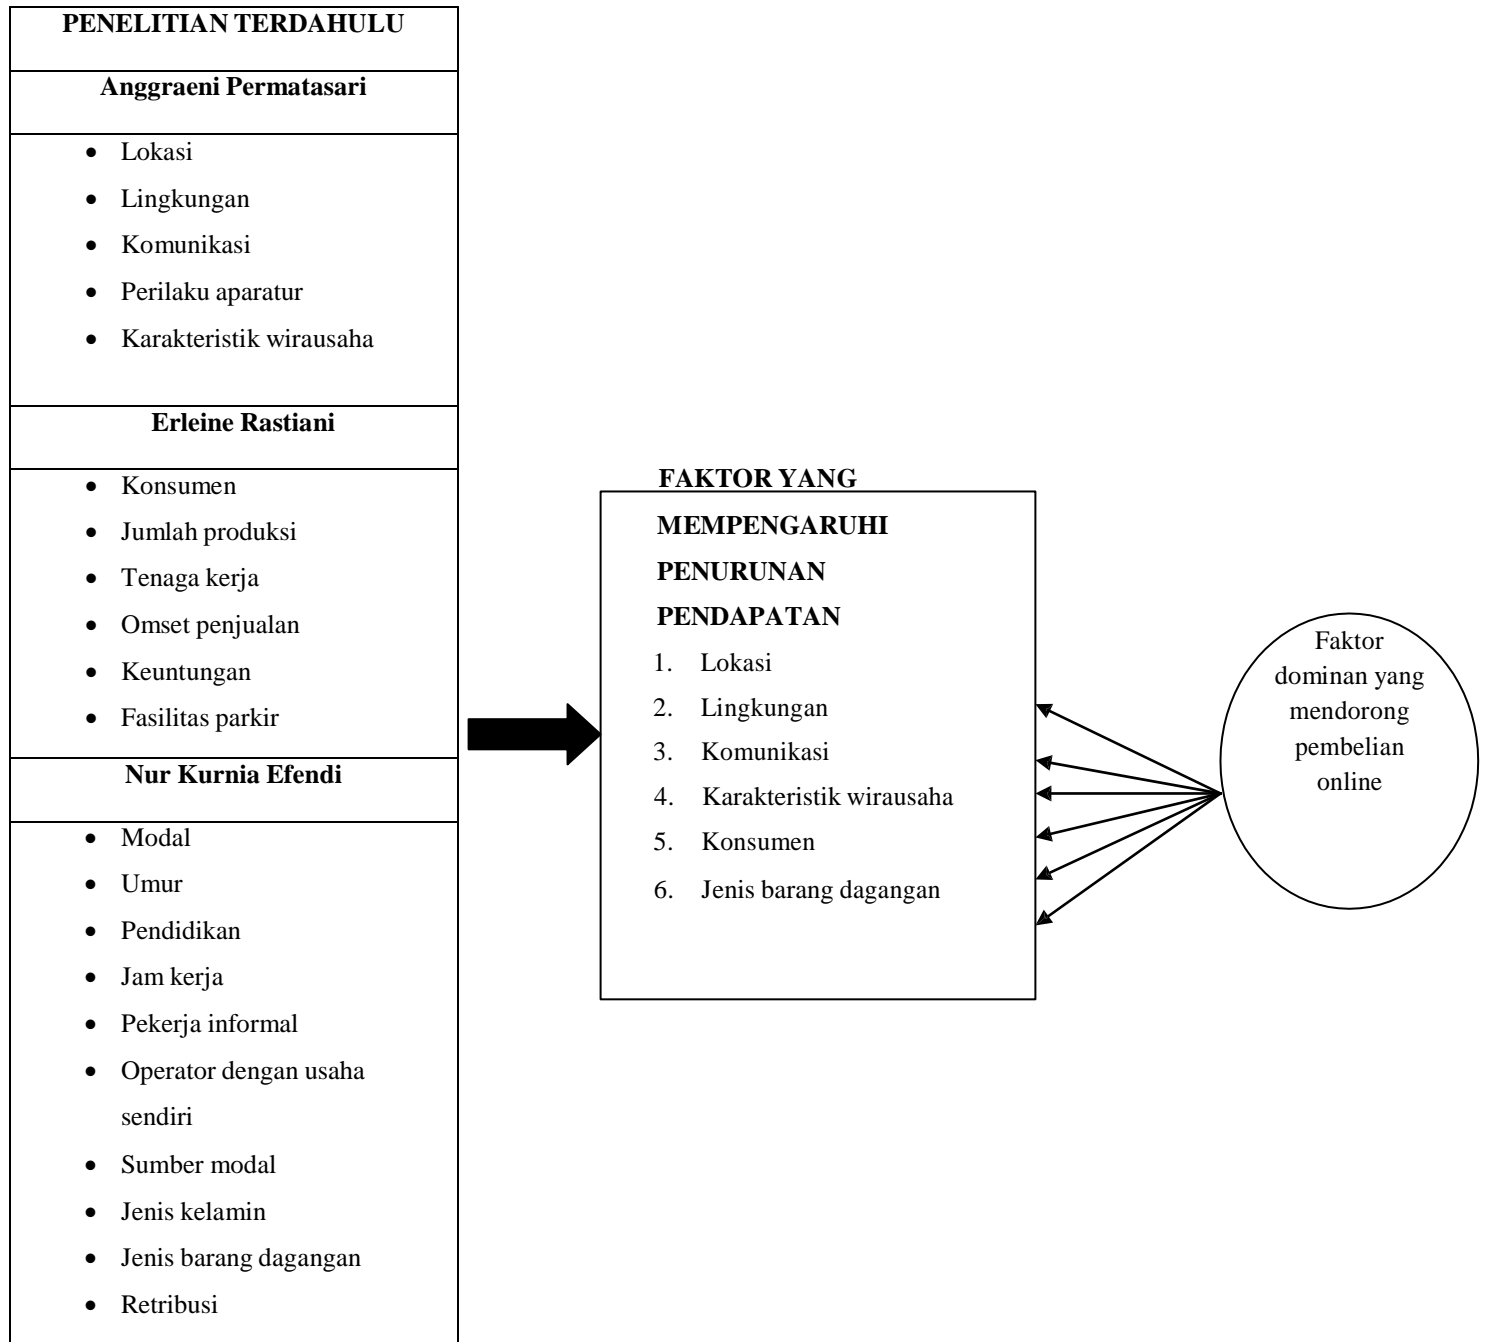 PENELITIAN TERDAHULU
Anggraeni Permatasari
• Lokasi
• Lingkungan
• Komunikasi
• Perilaku aparatur
• Karakteristik wirausaha
Erleine Rastiani
• Konsumen
• Jumlah produksi
• Tenaga kerja
• Omset penjualan
• Keuntungan
• Fasilitas parkir
Nur Kurnia Efendi
• Modal
• Umur
• Pendidikan
• Jam kerja
• Pekerja informal
• Operator dengan usaha
sendiri
• Sumber modal
• Jenis kelamin
• Jenis barang dagangan
• Retribusi
FAKTOR YANG
MEMPENGARUHI
PENURUNAN
PENDAPATAN
1. Lokasi
2. Lingkungan
3. Komunikasi
4. Karakteristik wirausaha
5. Konsumen
6. Jenis barang dagangan
Faktor
dominan yang
mendorong
pembelian
online